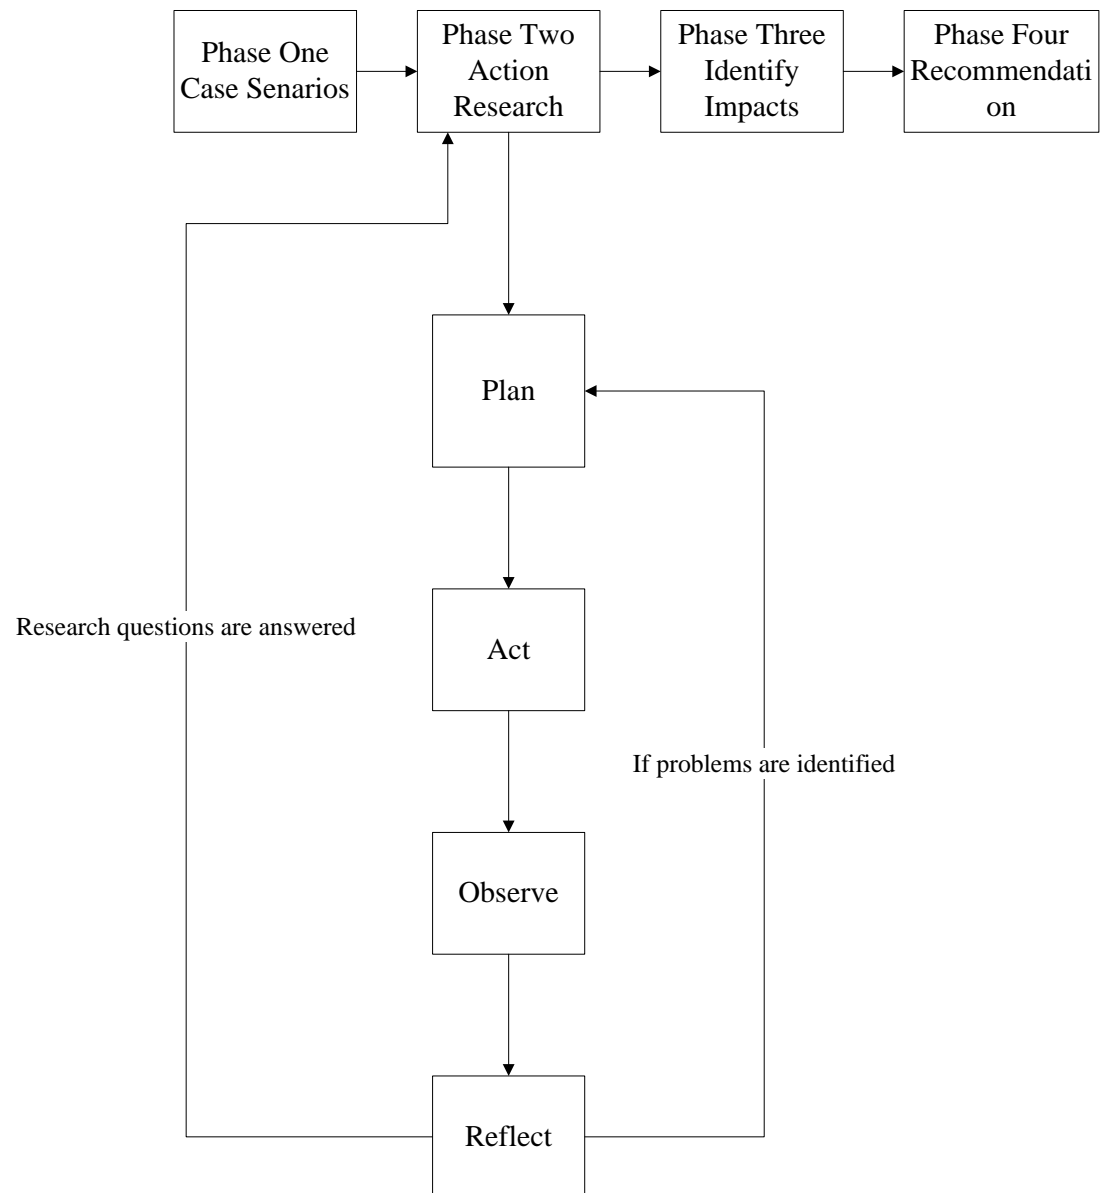 Phase One
Case Senarios
Phase Two
Action
Research
Phase Three
Identify
Impacts
Phase Four
Recommendati
on
Plan
Research questions are answered
Act
If problems are identified
Observe
Reflect